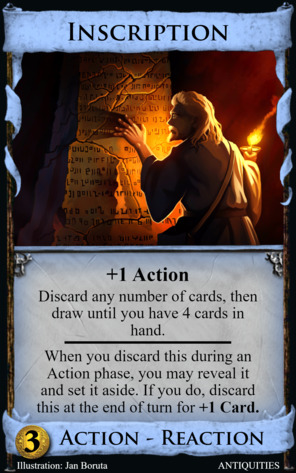 INSCRIPTION
+1 Action
Discard any number of cards, then
draw until you have 4 cards in
hand.
When you discard this during an
Action phase, you may reveal it
and set it aside. If you do, discard
this at the end of turn for +1 Card.
3 ACTION - REACTION
Illustration: Jan Boruta ANTIQUITIES